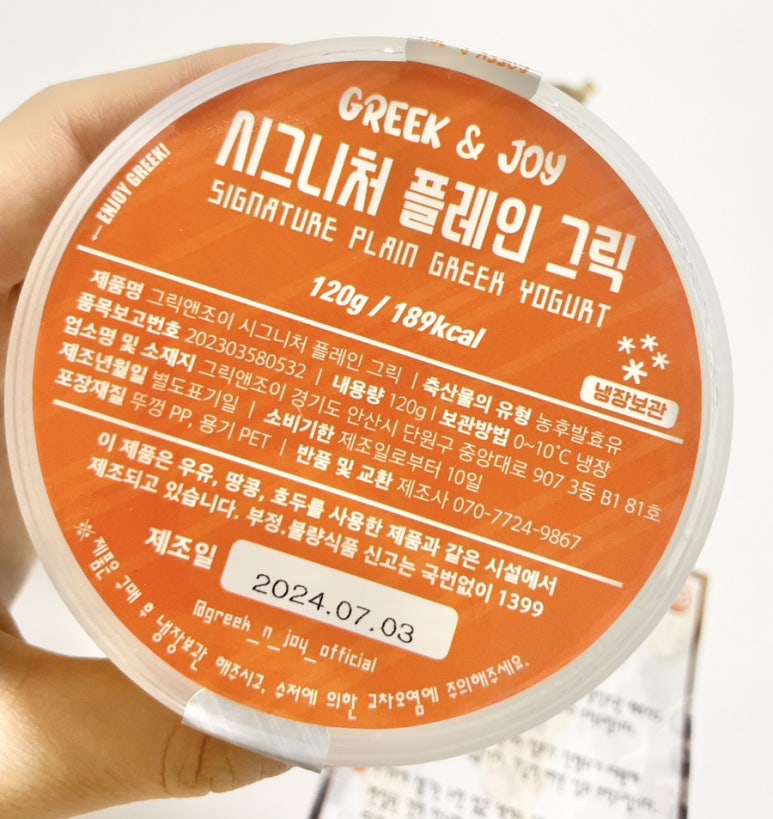 GREEK & JOY
시그니처 플레인 그릭
SIGNATURE PLAIN GREEK YOGURT
← ENJOY GREEK!
120g / 189kcal
제품명 그릭앤조이 시그니처 플레인 그릭 | 축산물의 유형 농후발효유
품목보고번호 202303580532 | 내용량 120g | 보관방법 0~10℃ 냉장
업소명 및 소재지 그릭앤조이 경기도 안산시 단원구 중앙대로 907 3동 B1 81호
제조년월일 별도표기일 | 소비기한 제조일로부터 10일
포장재질 뚜껑 PP, 용기 PET | 반품 및 교환 제조사 070-7724-9867
냉장보관
이 제품은 우유, 땅콩, 호두를 사용한 제품과 같은 시설에서
제조되고 있습니다. 부정.불량식품 신고는 국번없이 1399
제조일 2024.07.03
@greek_n_joy_official
※ 제품은 구매 후 냉장보관 해주시고, 수저에 의한 교차오염에 주의해주세요.